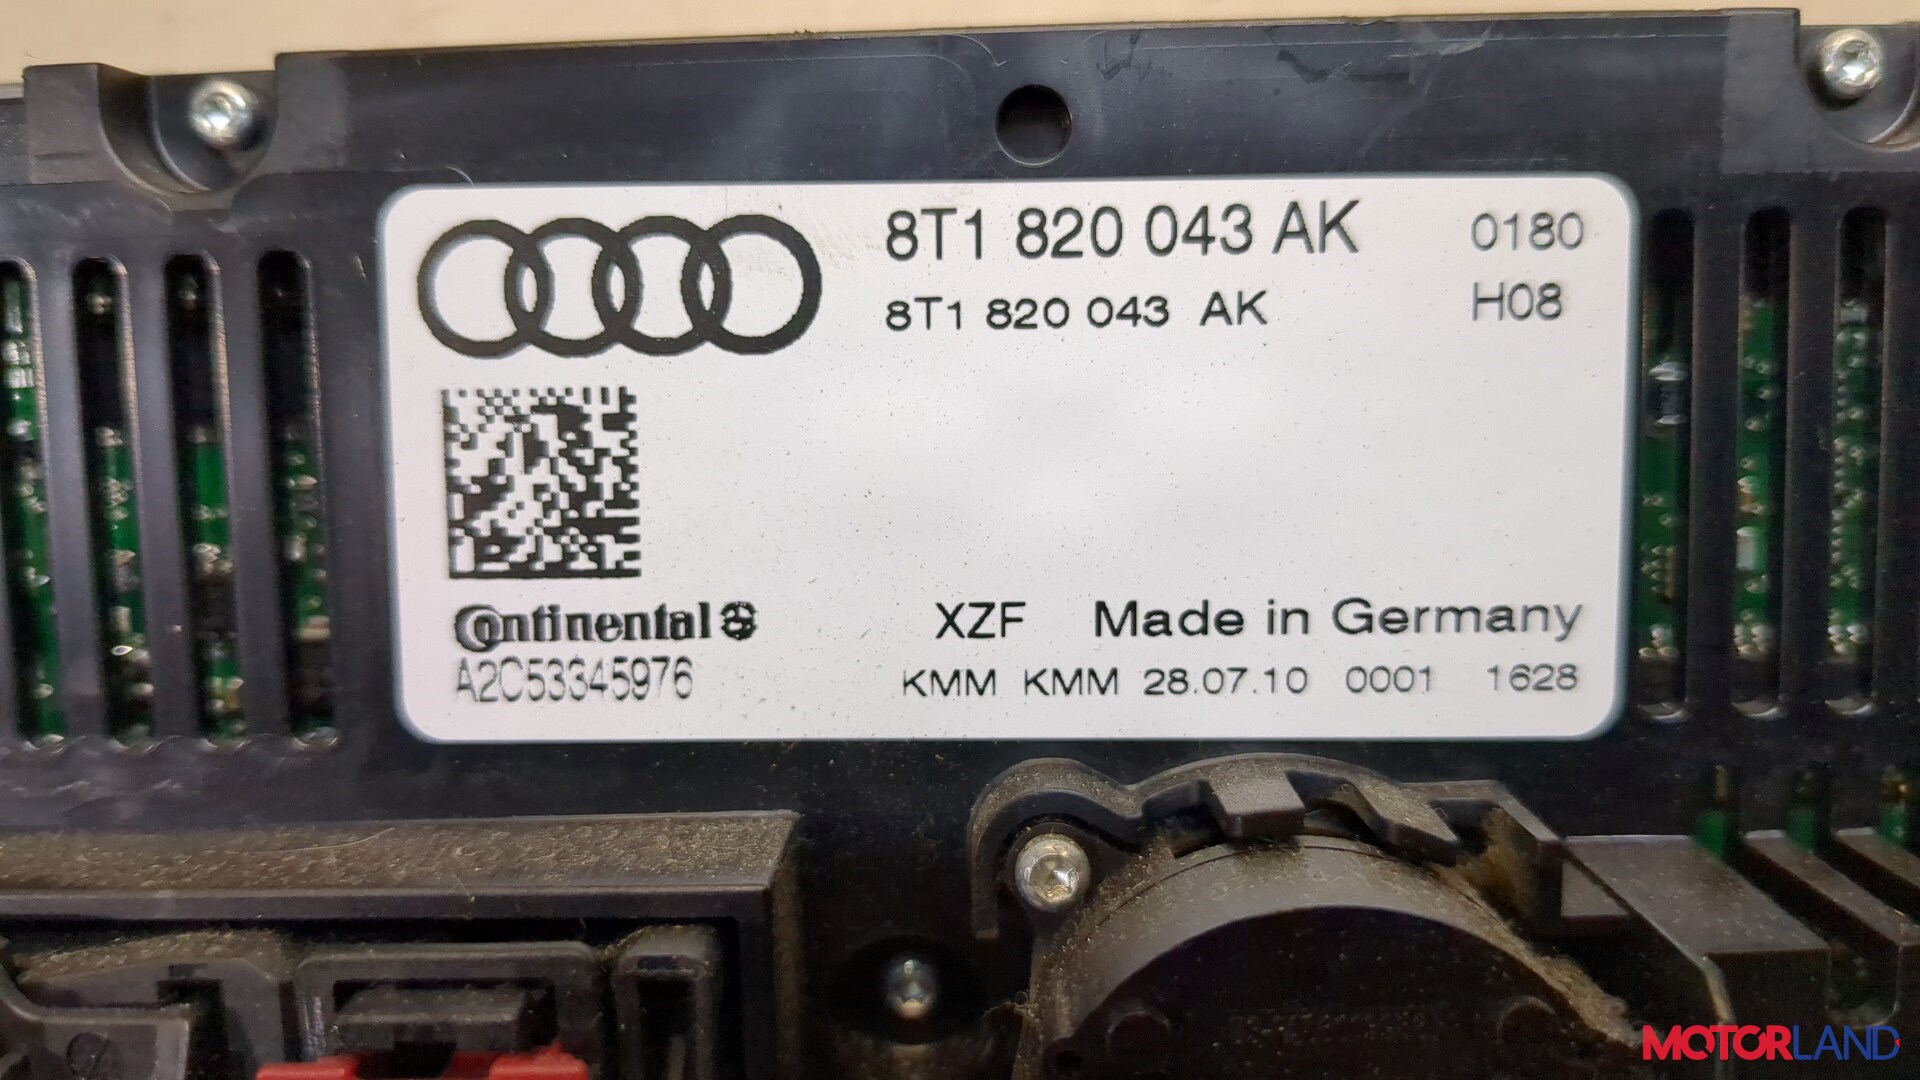 8T1 820 043 AK 0180
8T1 820 043 AK H08
Continental
A2C53345976
XZF Made in Germany
KMM KMM 28.07.10 0001 1628
MOTORLAND